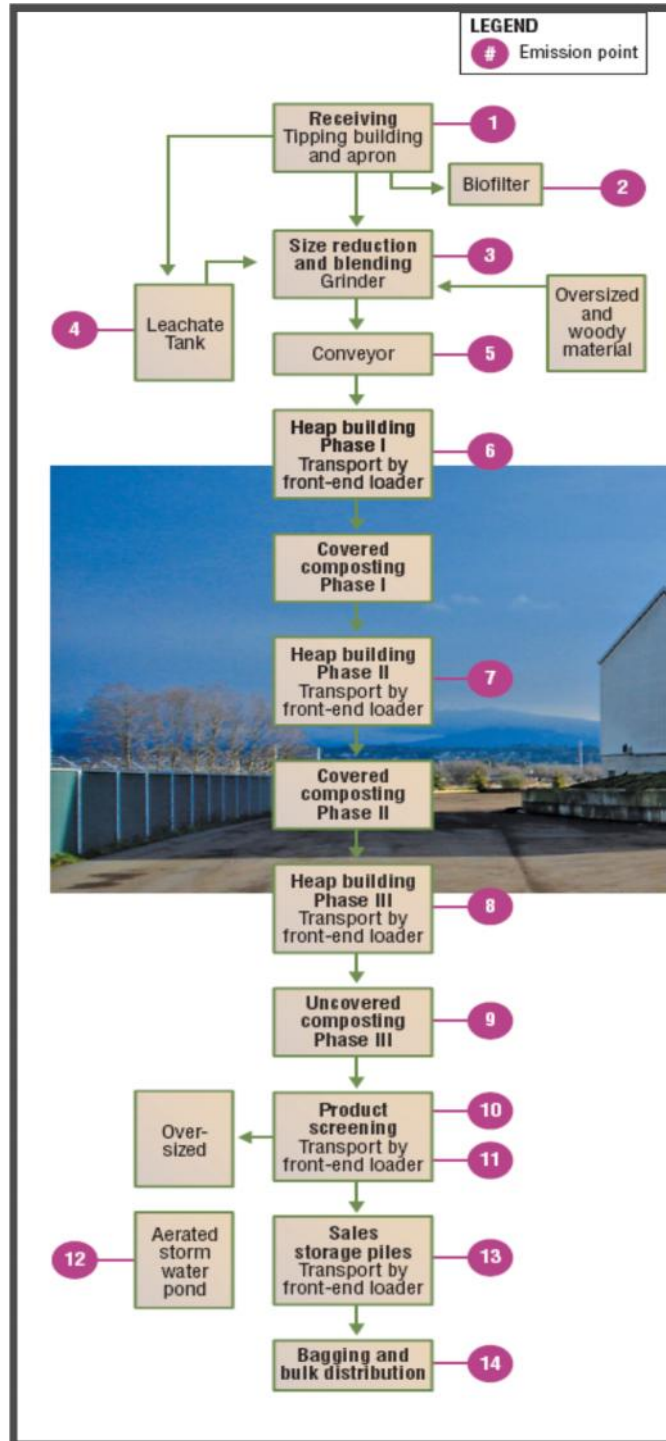 LEGEND
# Emission point
Receiving
Tipping building
and apron
1
Biofilter
2
Size reduction
and blending
Grinder
3
Leachate
Tank
4
Oversized
and
woody
material
Conveyor
5
Heap building
Phase I
Transport by
front-end loader
6
Covered
composting
Phase I
Heap building
Phase II
Transport by
front-end loader
7
Covered
composting
Phase II
Heap building
Phase III
Transport by
front-end loader
8
Uncovered
composting
Phase III
9
Product
screening
Transport by
front-end loader
10
11
Over-
sized
Aerated
storm
water
pond
12
Sales
storage piles
Transport by
front-end loader
13
Bagging and
bulk distribution
14